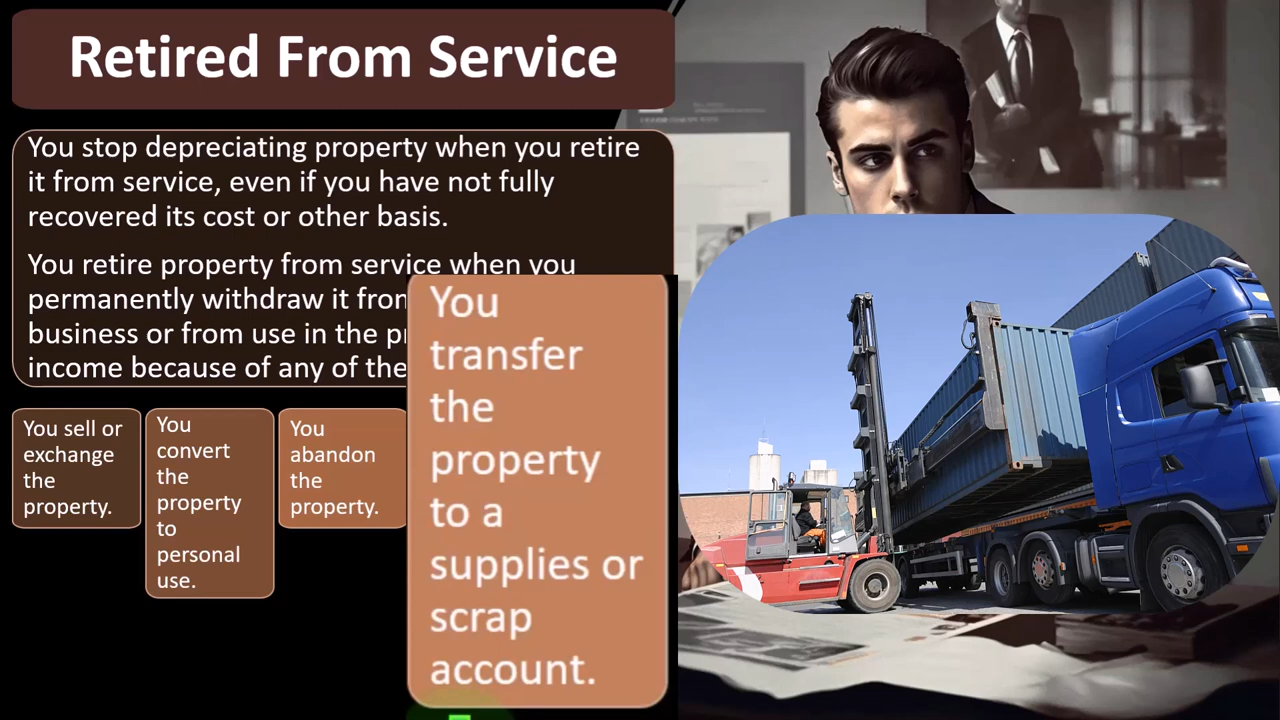 Retired From Service
You stop depreciating property when you retire
it from service, even if you have not fully
recovered its cost or other basis.
You retire property from service when you
permanently withdraw it from
business or from use in the
income because of any of the
You sell or
exchange
the
property.
You
convert
the
property
to
personal
use.
You
abandon
the
property.
You
transfer
the
property
to a
supplies or
scrap
account.